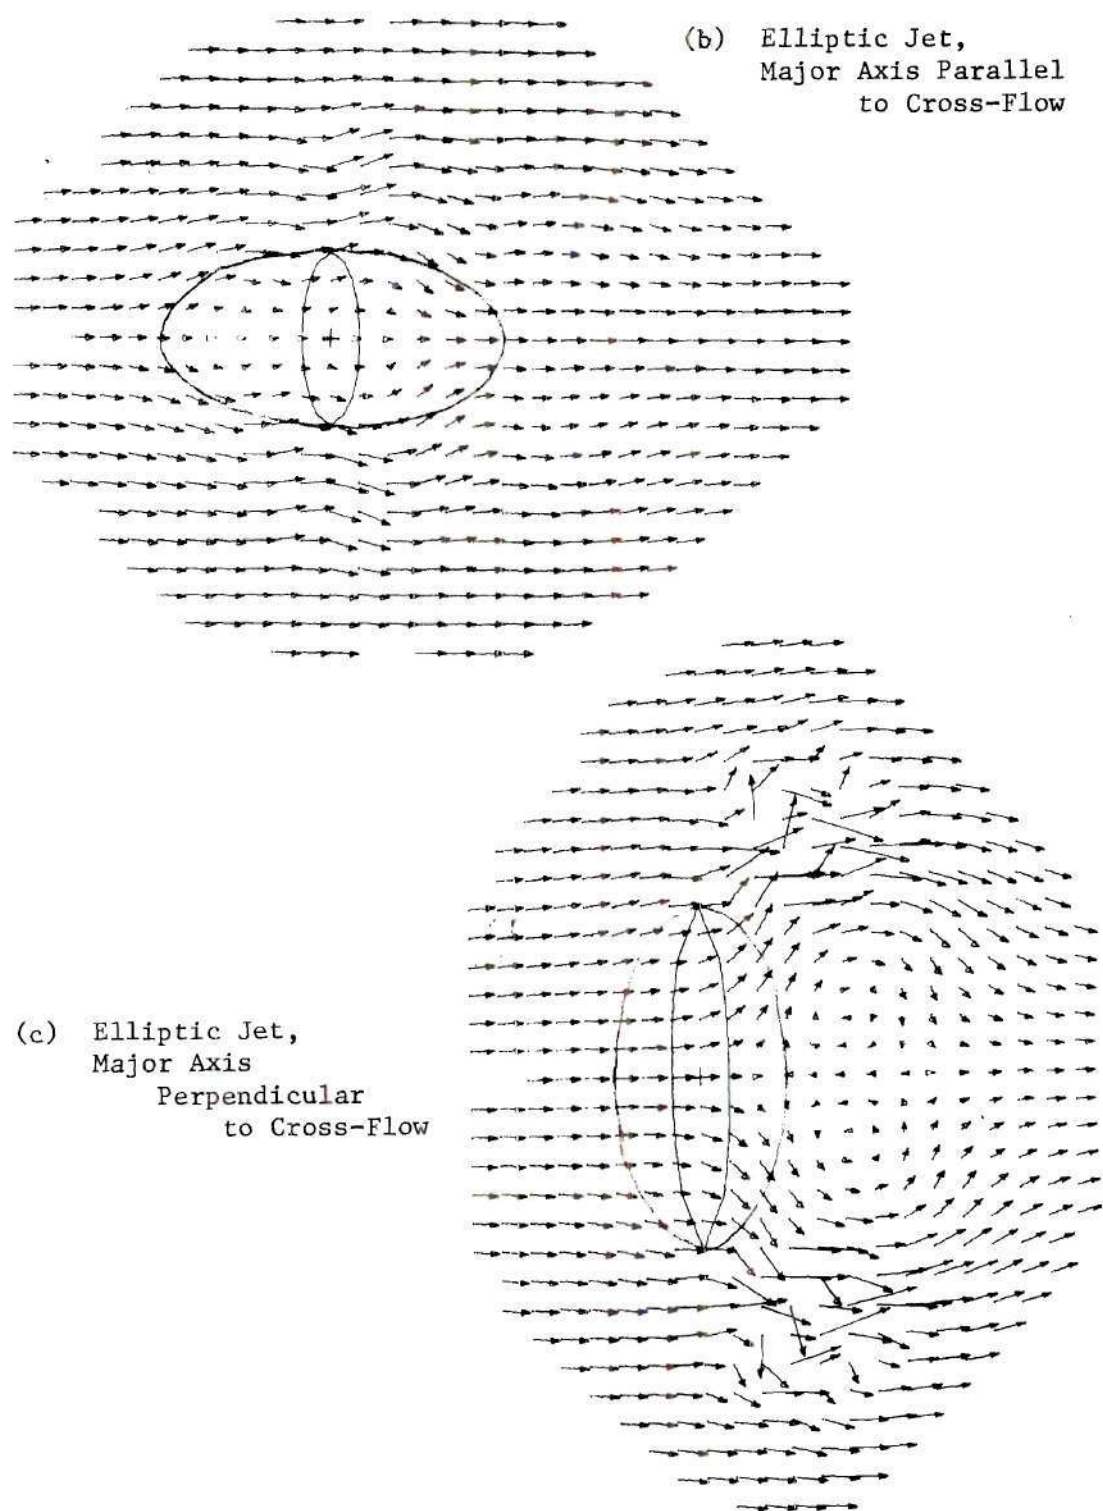 (b) Elliptic Jet,
Major Axis Parallel
to Cross-Flow
(c) Elliptic Jet,
Major Axis
Perpendicular
to Cross-Flow